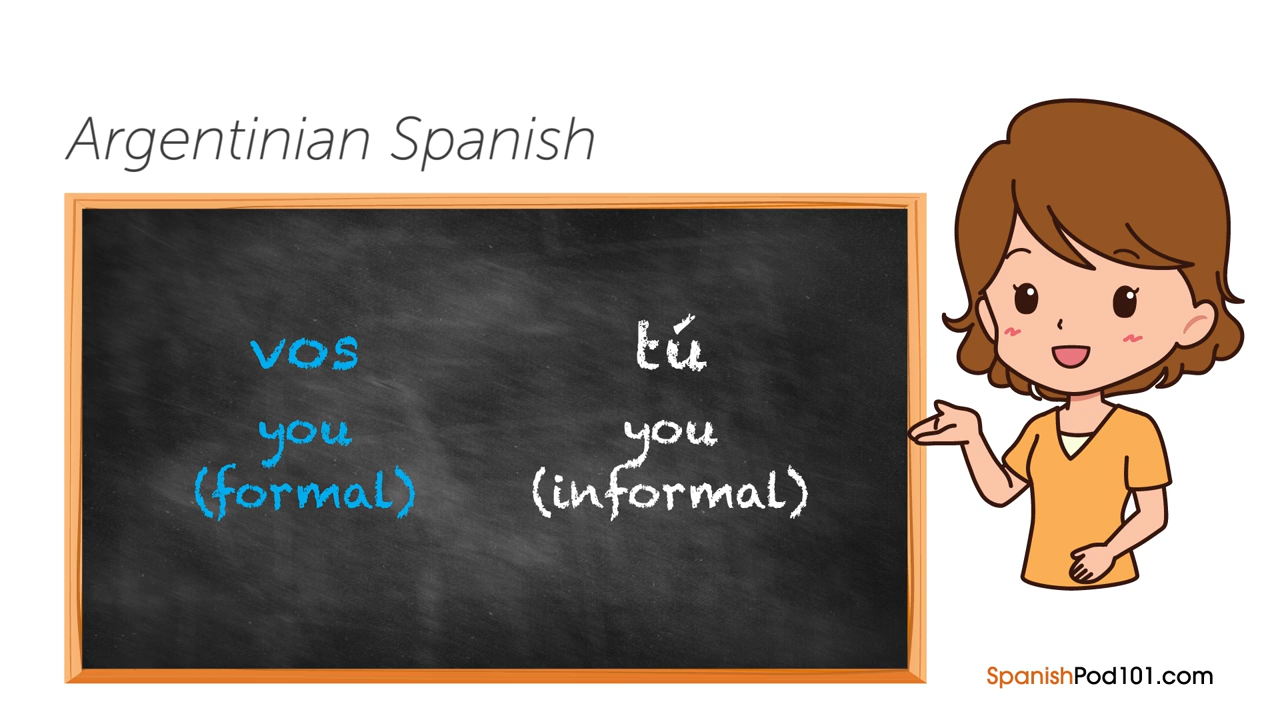 Argentinian Spanish
vos tú
you you
(formal) (informal)
SpanishPod101.com